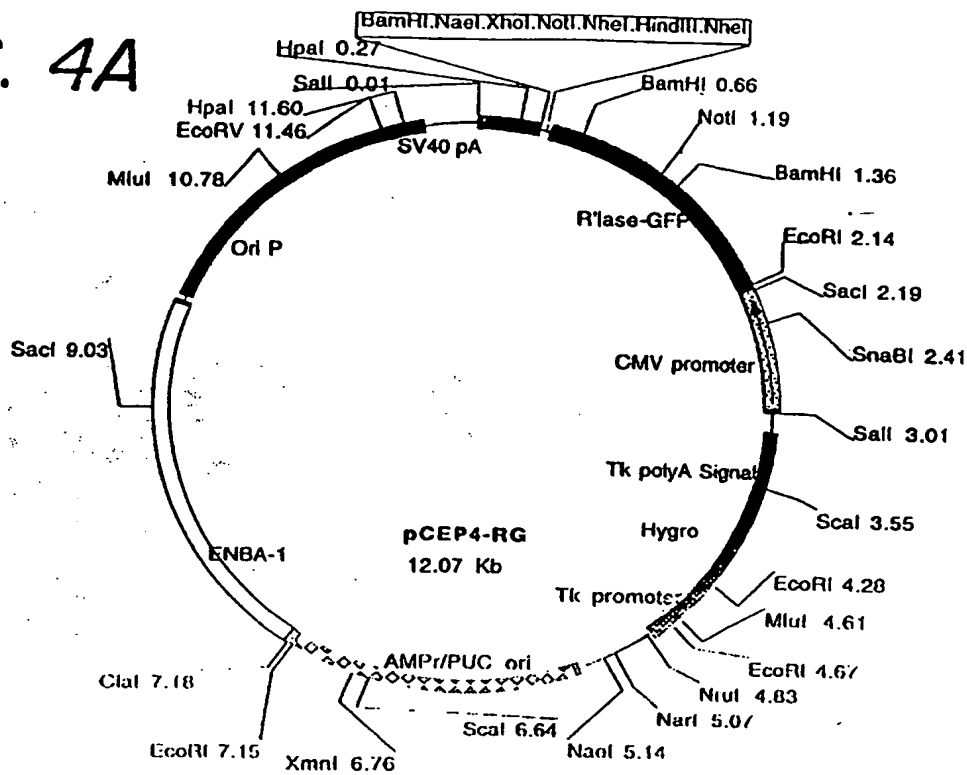 . 4A
BamHI.NaeI.XhoI.NotI.NheI.HindIII.NheI
HpaI 0.27
SalI 0.01
HpaI 11.60
EcoRV 11.46
MluI 10.78
SV40 pA
BamHI 0.66
NotI 1.19
BamHI 1.36
R'lase-GFP
Ori P
EcoRI 2.14
SacI 2.19
SnaBI 2.41
CMV promoter
SacI 9.03
SalI 3.01
Tk polyA Signal
ScaI 3.55
Hygro
pCEP4-RG
12.07 Kb
ENBA-1
EcoRI 4.28
Tk promoter
MluI 4.61
EcoRI 4.67
NruI 4.83
NarI 5.07
NaeI 5.14
AMPr/PUC ori
ScaI 6.64
XmnI 6.76
EcoRI 7.15
ClaI 7.18